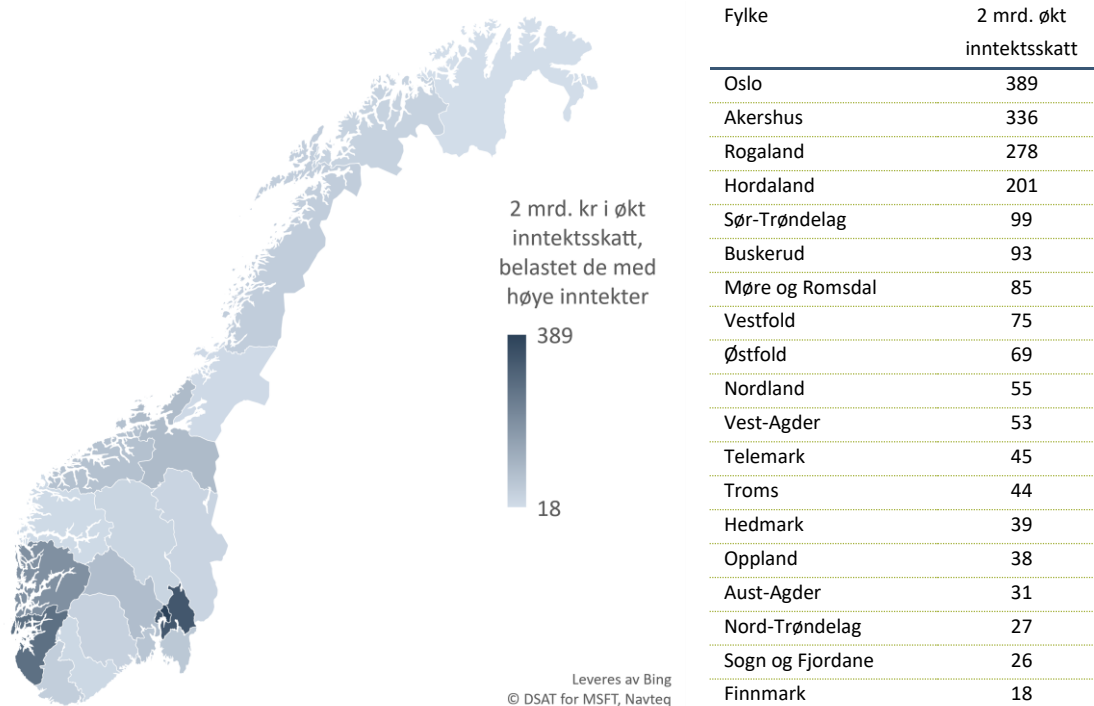 2 mrd. kr i økt
inntektsskatt,
belastet de med
høye inntekter
389
18
Leveres av Bing
© DSAT for MSFT, Navteq
Fylke 2 mrd. økt
inntektsskatt
Oslo 389
Akershus 336
Rogaland 278
Hordaland 201
Sør-Trøndelag 99
Buskerud 93
Møre og Romsdal 85
Vestfold 75
Østfold 69
Nordland 55
Vest-Agder 53
Telemark 45
Troms 44
Hedmark 39
Oppland 38
Aust-Agder 31
Nord-Trøndelag 27
Sogn og Fjordane 26
Finnmark 18